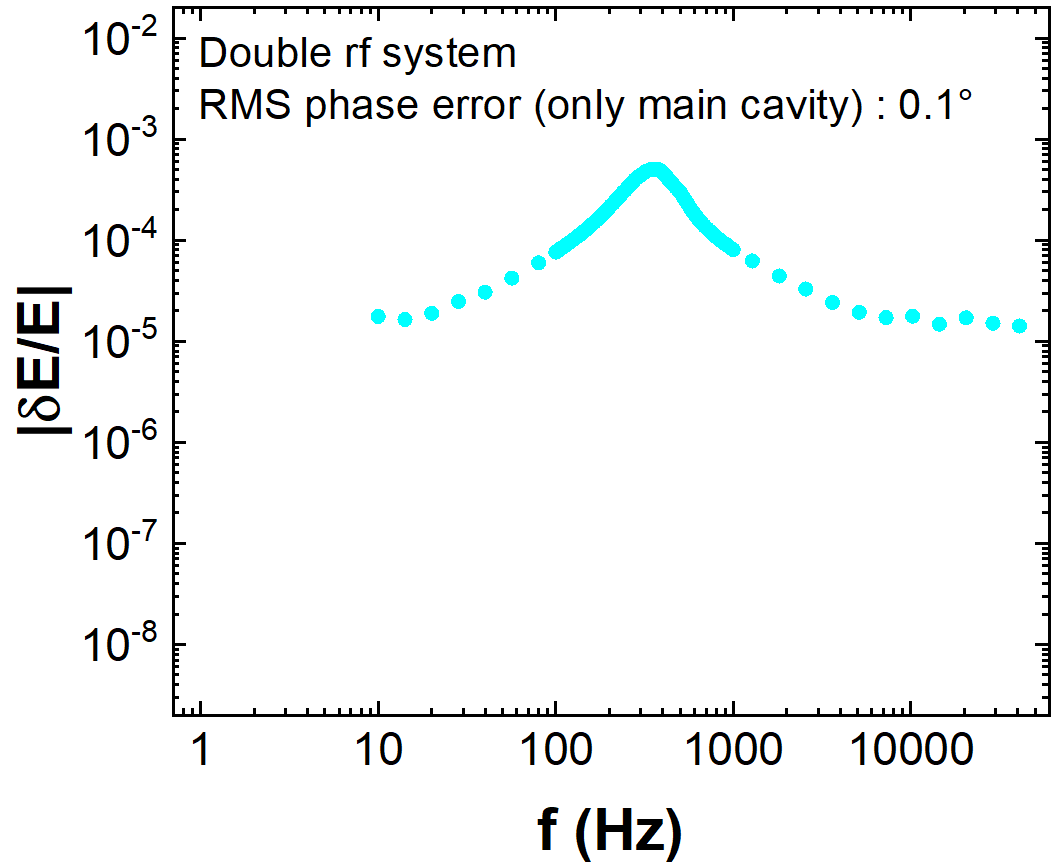 Double rf system
RMS phase error (only main cavity) : 0.1°
10⁻²
10⁻³
10⁻⁴
10⁻⁵
10⁻⁶
10⁻⁷
10⁻⁸
|δE/E|
1 10 100 1000 10000
f (Hz)